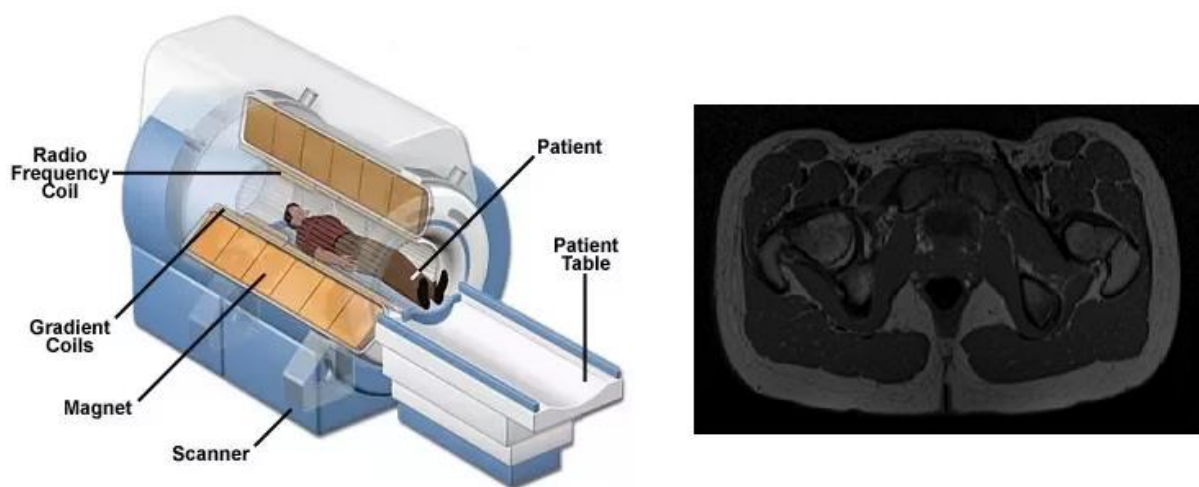 Radio
Frequency
Coil
Patient
Patient
Table
Gradient
Coils
Magnet
Scanner